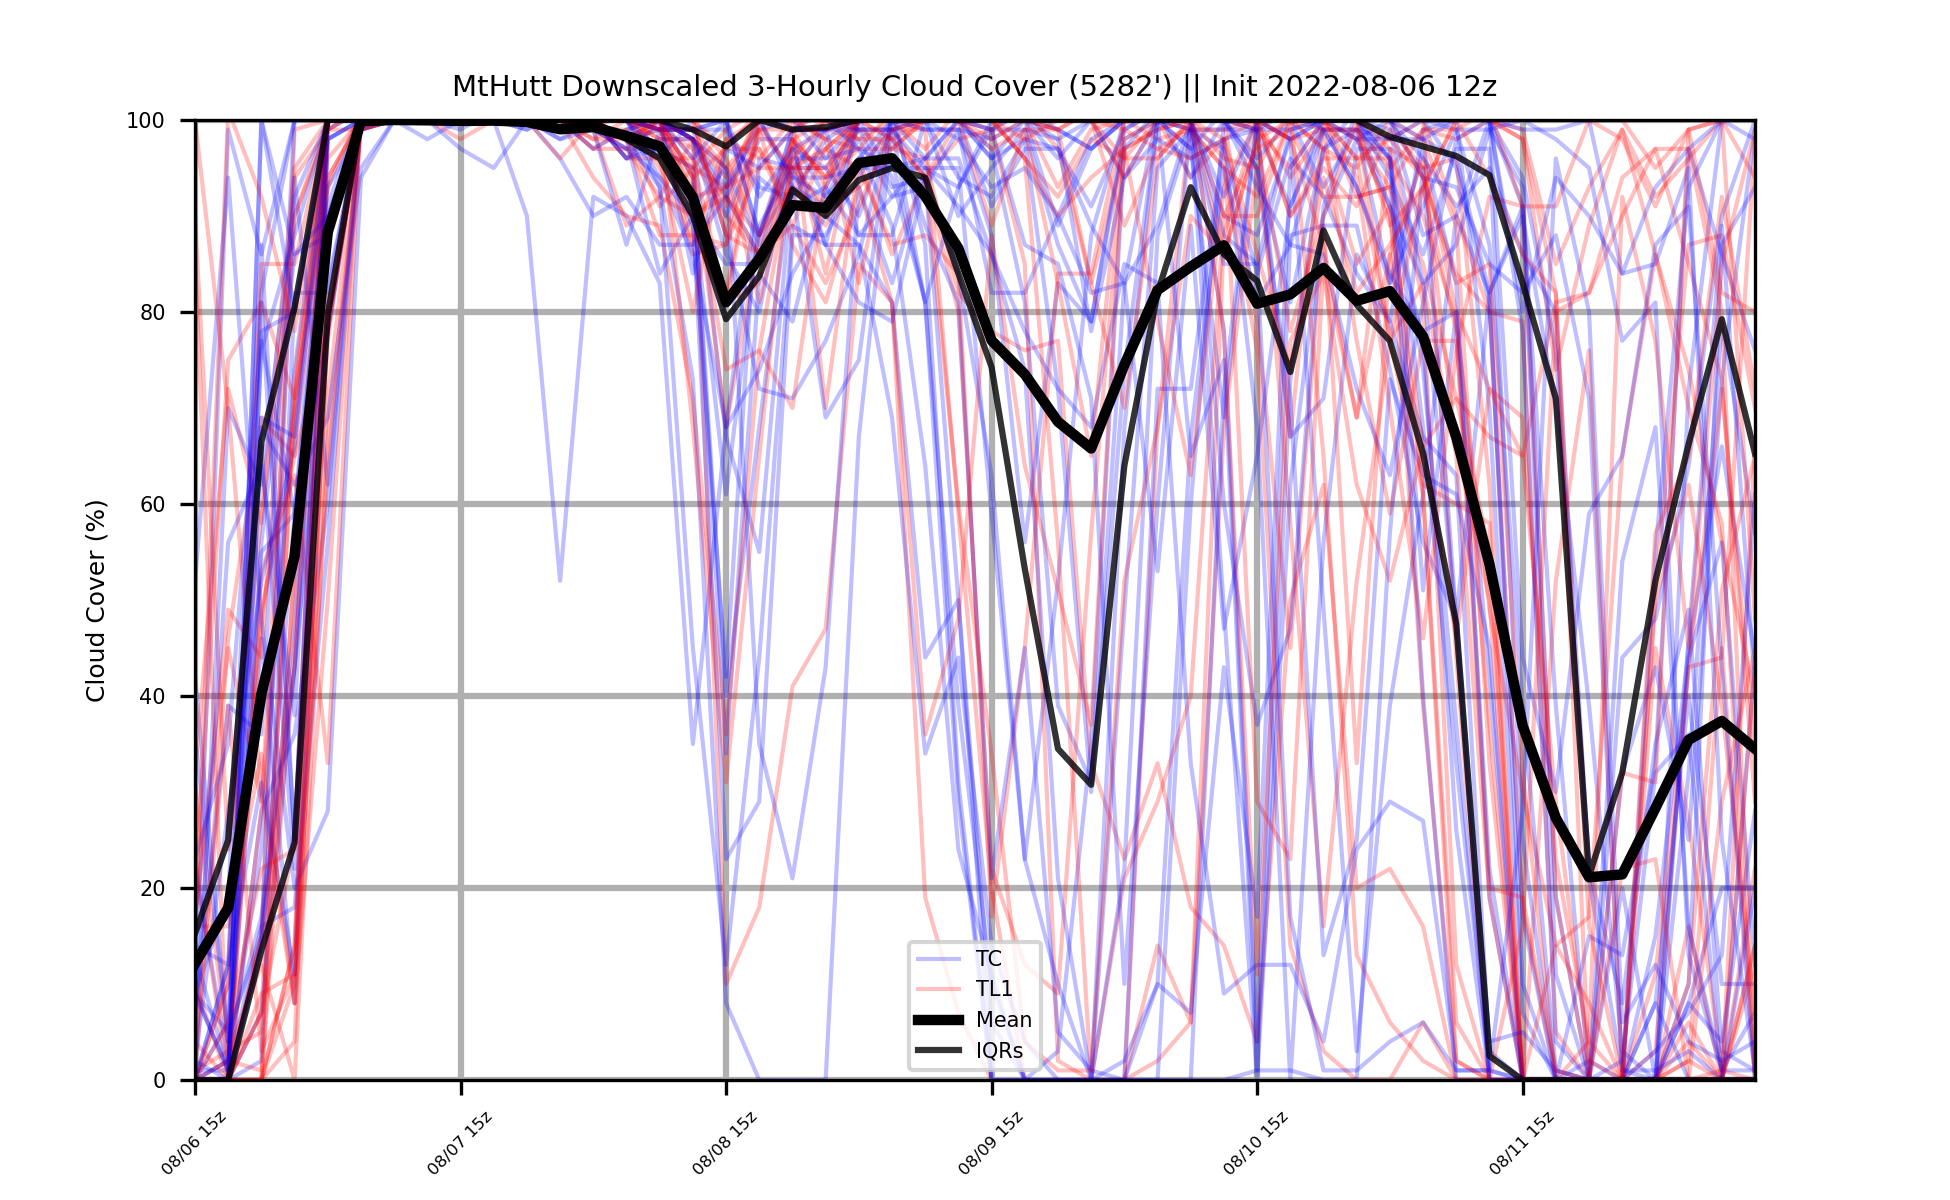 MtHutt Downscaled 3-Hourly Cloud Cover (5282') || Init 2022-08-06 12z
Cloud Cover (%)
100
80
60
40
20
0
TC
TL1
Mean
IQRs
08/06 15z
08/07 15z
08/08 15z
08/09 15z
08/10 15z
08/11 15z